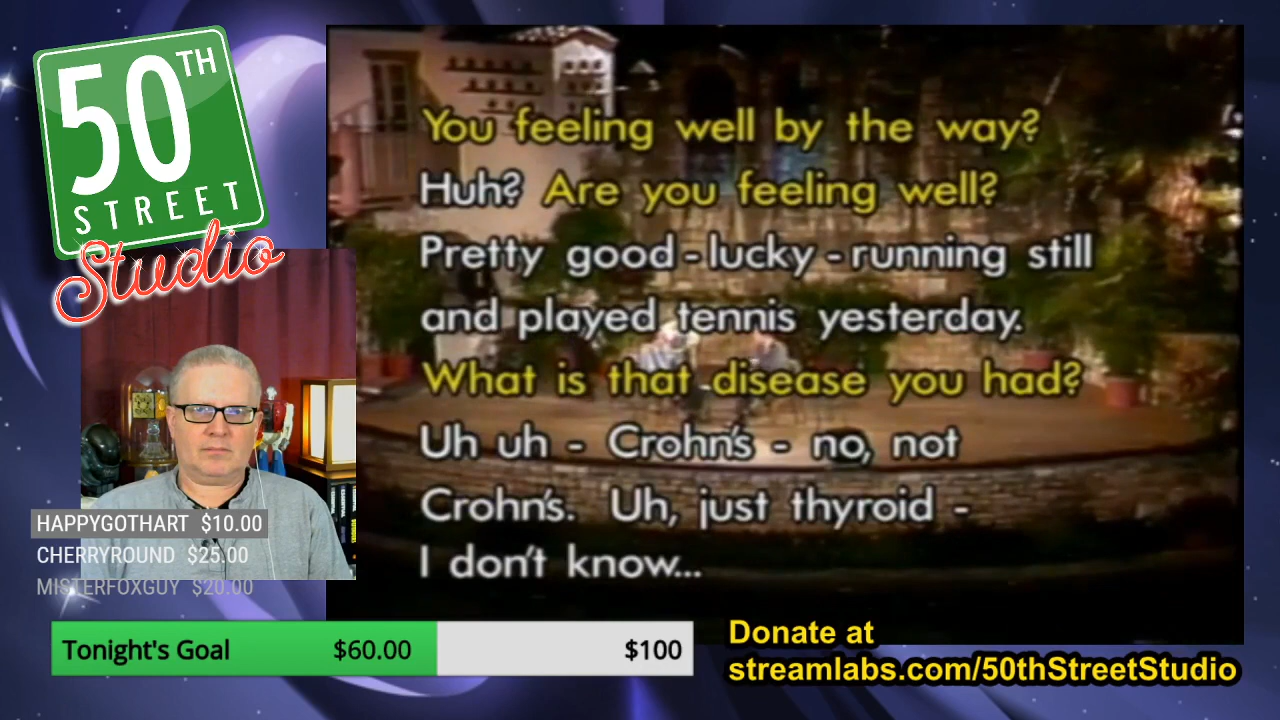 50TH
STREET
Studio
You feeling well by the way?
Huh? Are you feeling well?
Pretty good - lucky - running still
and played tennis yesterday.
What is that disease you had?
Uh uh - Crohn's - no, not
Crohn's. Uh, just thyroid -
I don't know...
HAPPYGOTHART $10.00
CHERRYROUND $25.00
MISTERFOXGUY $20.00
Tonight's Goal $60.00 $100
Donate at
streamlabs.com/50thStreetStudio